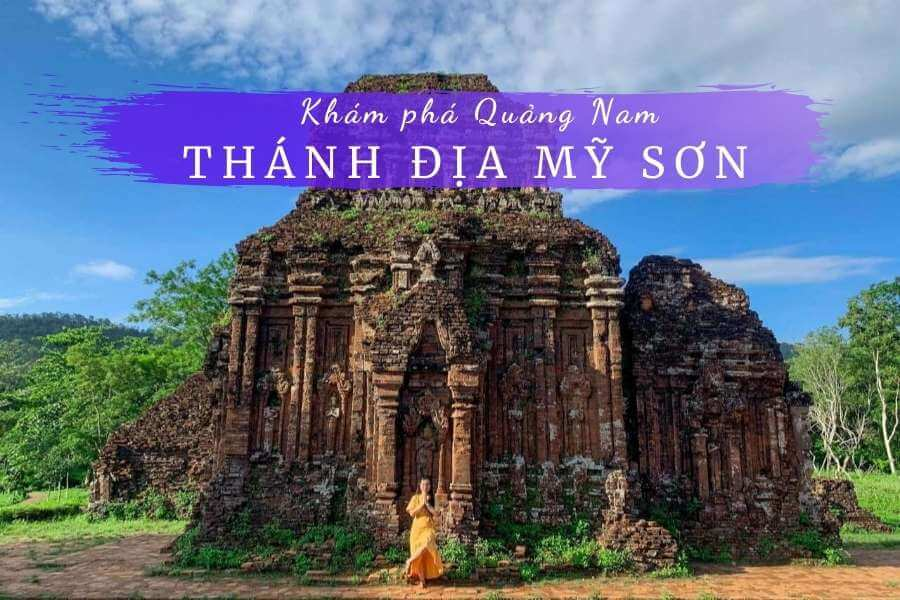 Khám phá Quảng Nam
THÁNH ĐỊA MỸ SƠN